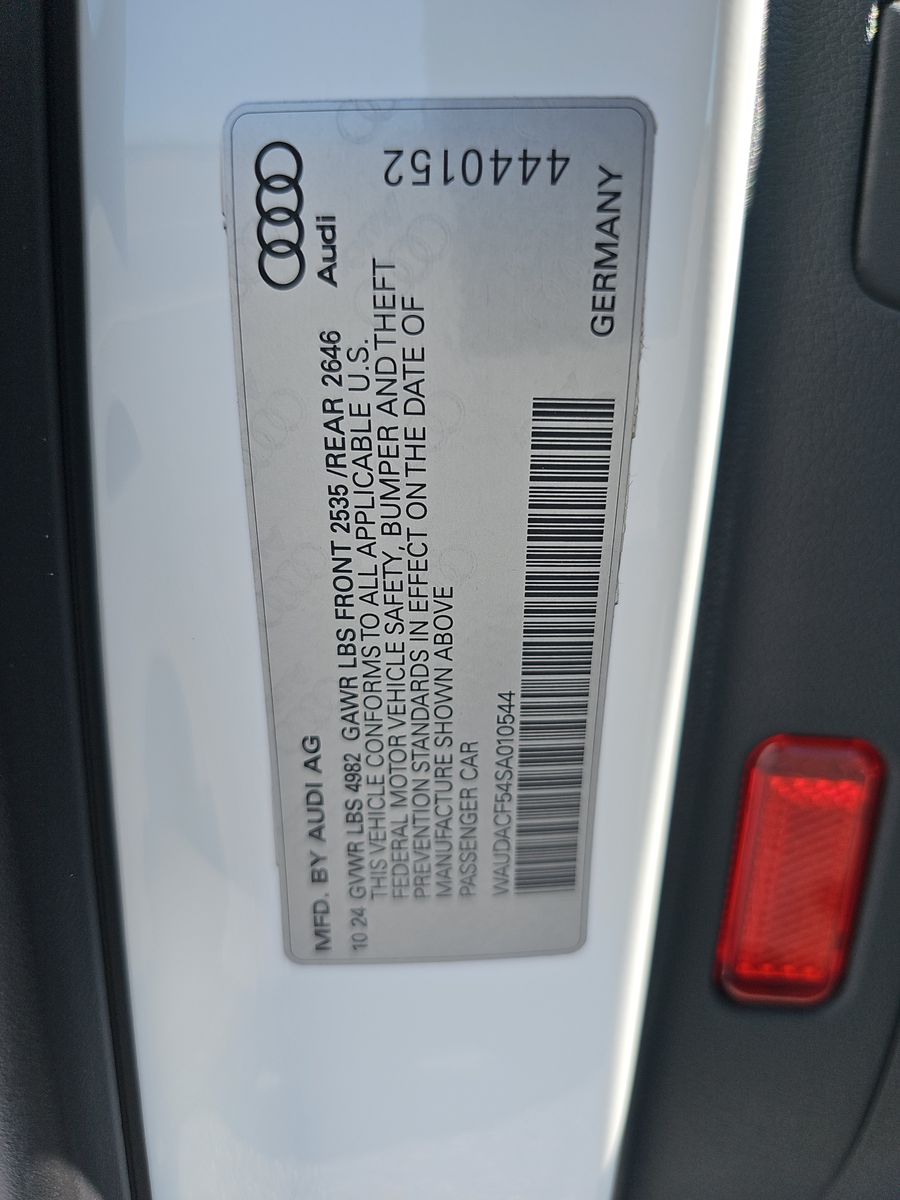 MFD. BY AUDI AG
10 24 GVWR LBS 4982 GAWR LBS FRONT 2535 /REAR 2646
THIS VEHICLE CONFORMS TO ALL APPLICABLE U.S.
FEDERAL MOTOR VEHICLE SAFETY, BUMPER AND THEFT
PREVENTION STANDARDS IN EFFECT ON THE DATE OF
MANUFACTURE SHOWN ABOVE
PASSENGER CAR
WAUDACF54SA010544
Audi
4440152
GERMANY